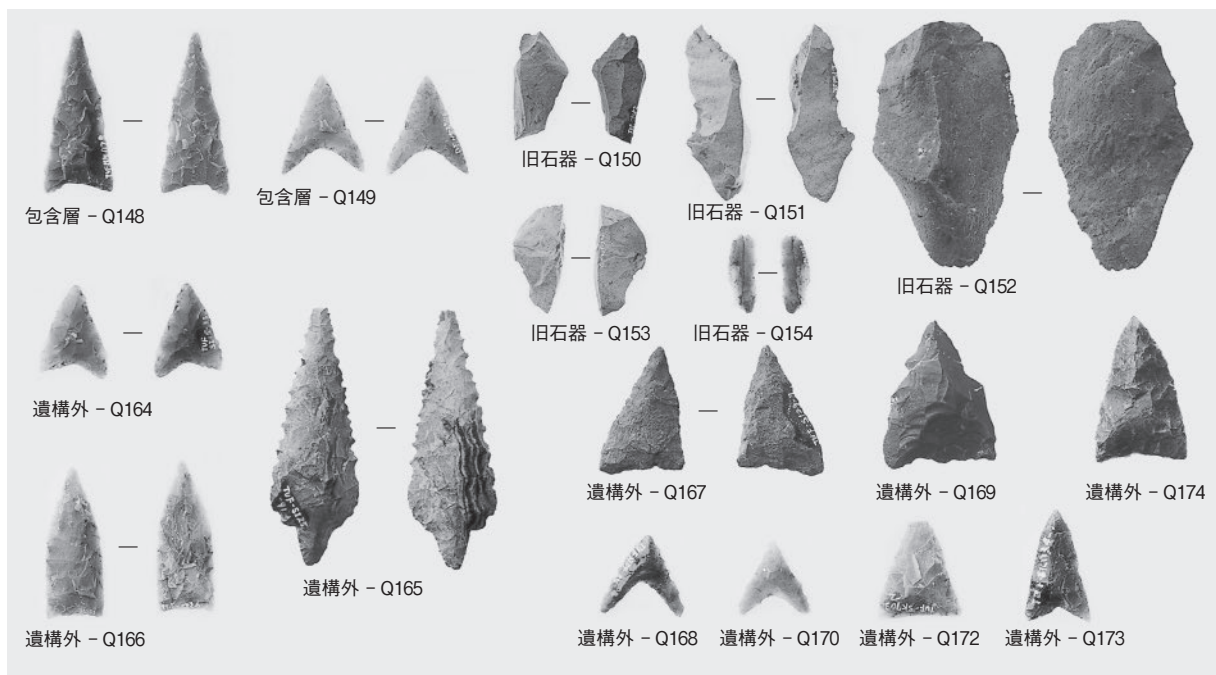 包含層 − Q148
包含層 − Q149
旧石器 − Q150
旧石器 − Q151
旧石器 − Q152
旧石器 − Q153
旧石器 − Q154
遺構外 − Q164
遺構外 − Q165
遺構外 − Q166
遺構外 − Q167
遺構外 − Q169
遺構外 − Q174
遺構外 − Q168
遺構外 − Q170
遺構外 − Q172
遺構外 − Q173